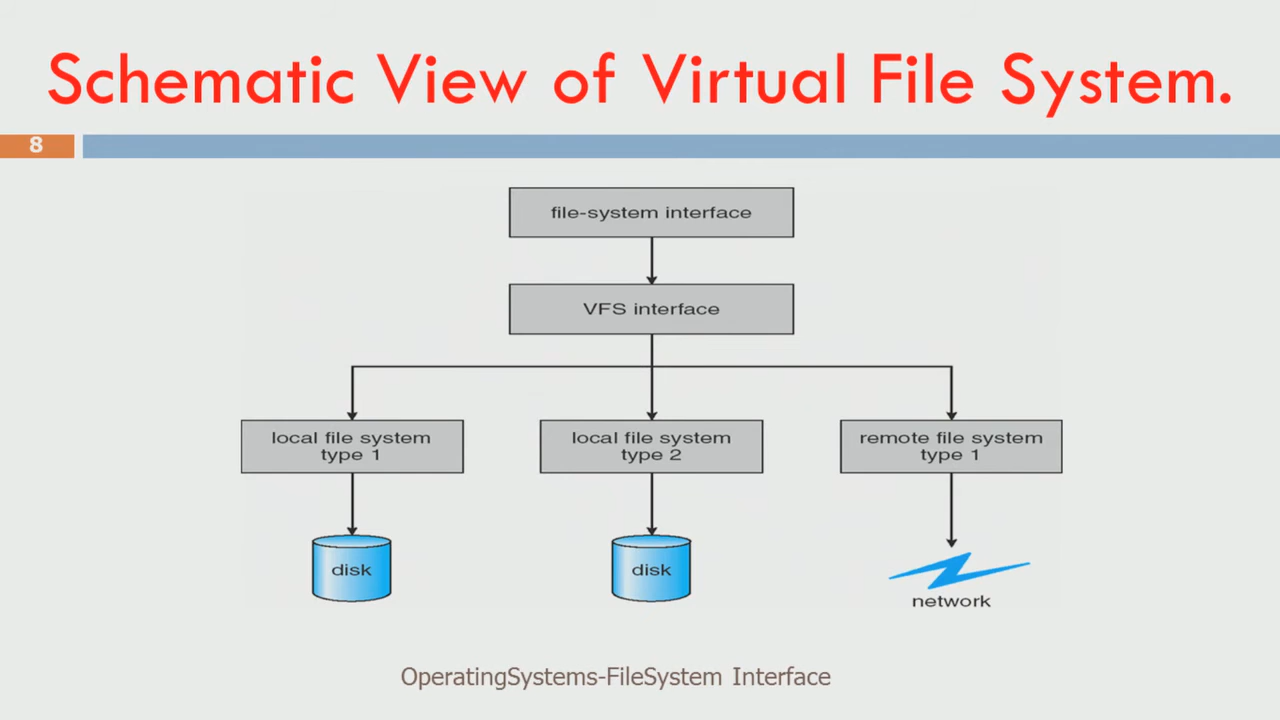 Schematic View of Virtual File System.
8
file-system interface
VFS interface
local file system
type 1
local file system
type 2
remote file system
type 1
disk
disk
network
OperatingSystems-FileSystem Interface